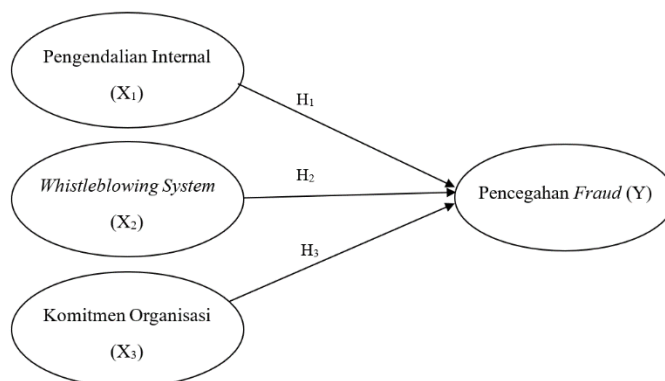 Pengendalian Internal
(X₁)
H₁
Whistleblowing System
(X₂)
H₂
Pencegahan Fraud (Y)
H₃
Komitmen Organisasi
(X₃)